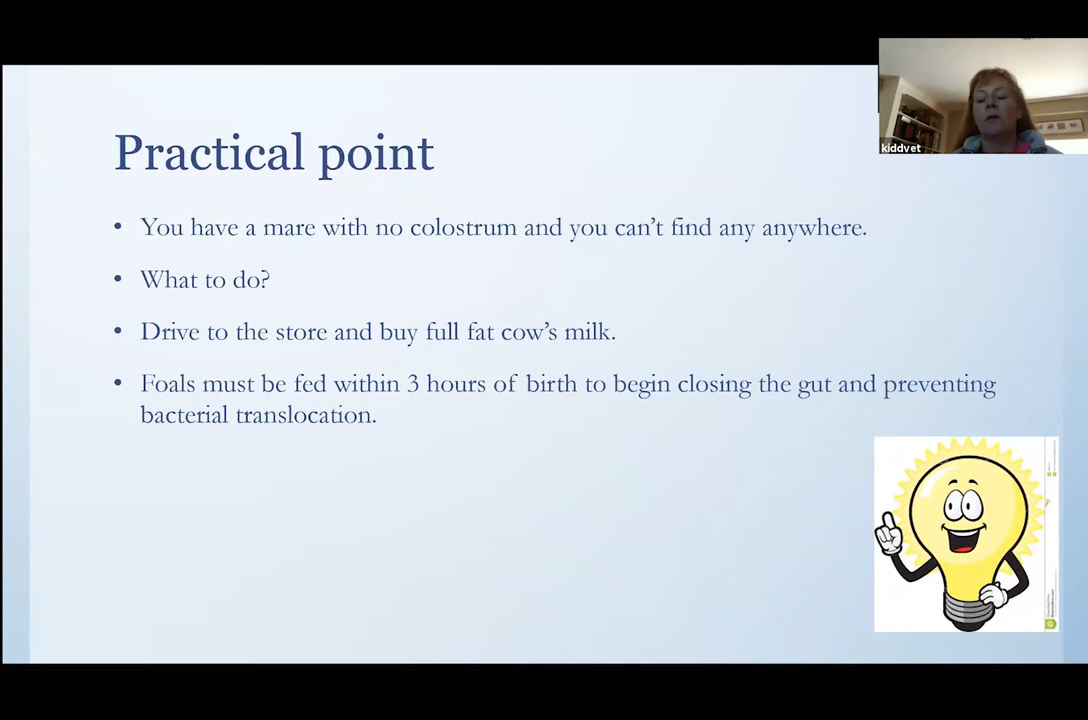 kiddvet
Practical point
• You have a mare with no colostrum and you can’t find any anywhere.
• What to do?
• Drive to the store and buy full fat cow’s milk.
• Foals must be fed within 3 hours of birth to begin closing the gut and preventing
bacterial translocation.